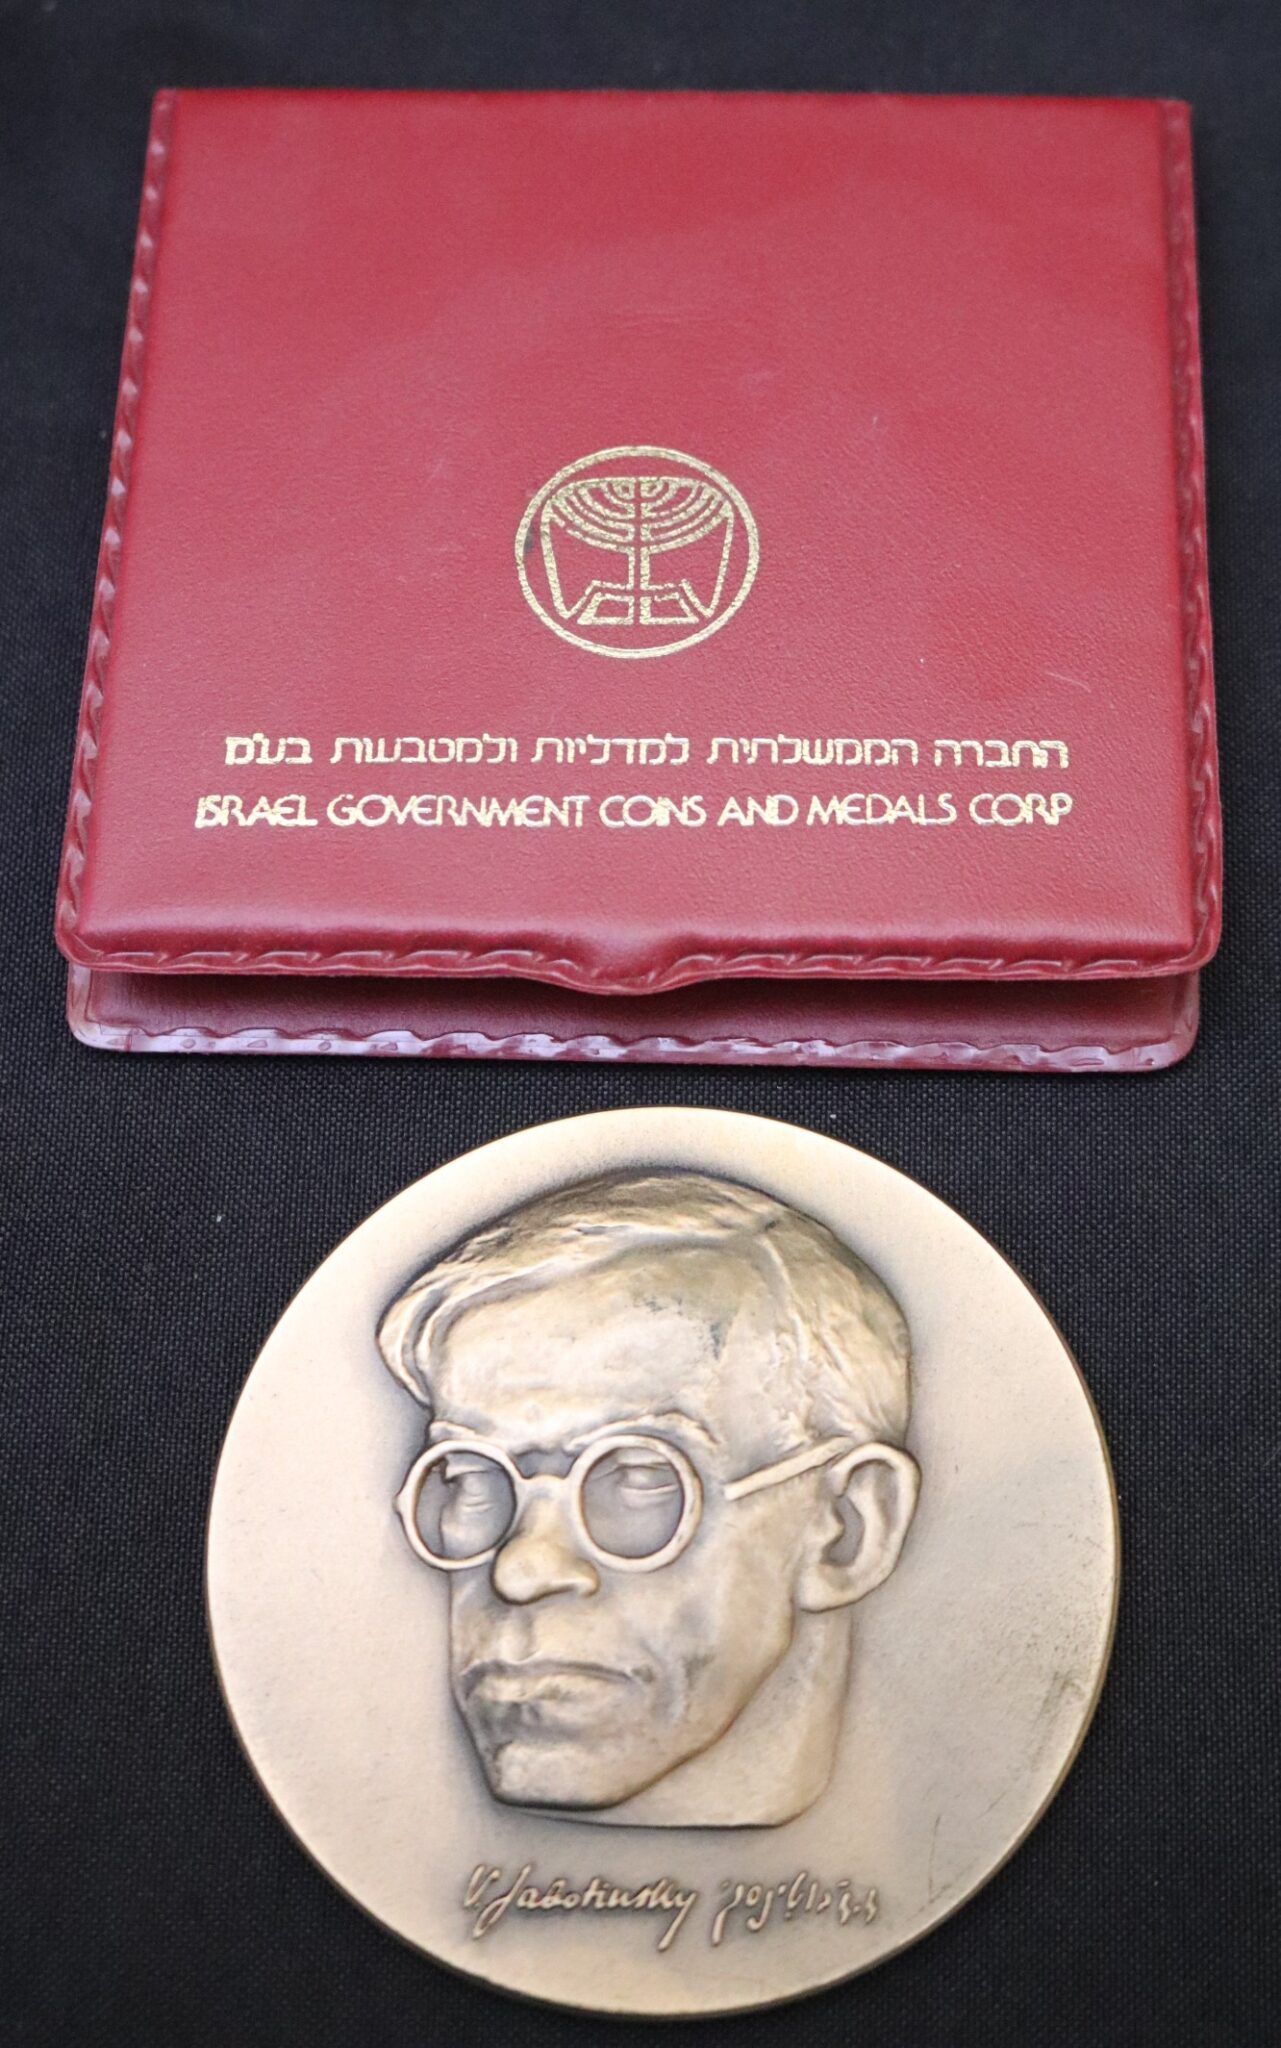 החברה הממשלתית למדליות ולמטבעות בע"מ
ISRAEL GOVERNMENT COINS AND MEDALS CORP
V. Jabotinsky ז. ז'בוטינסקי